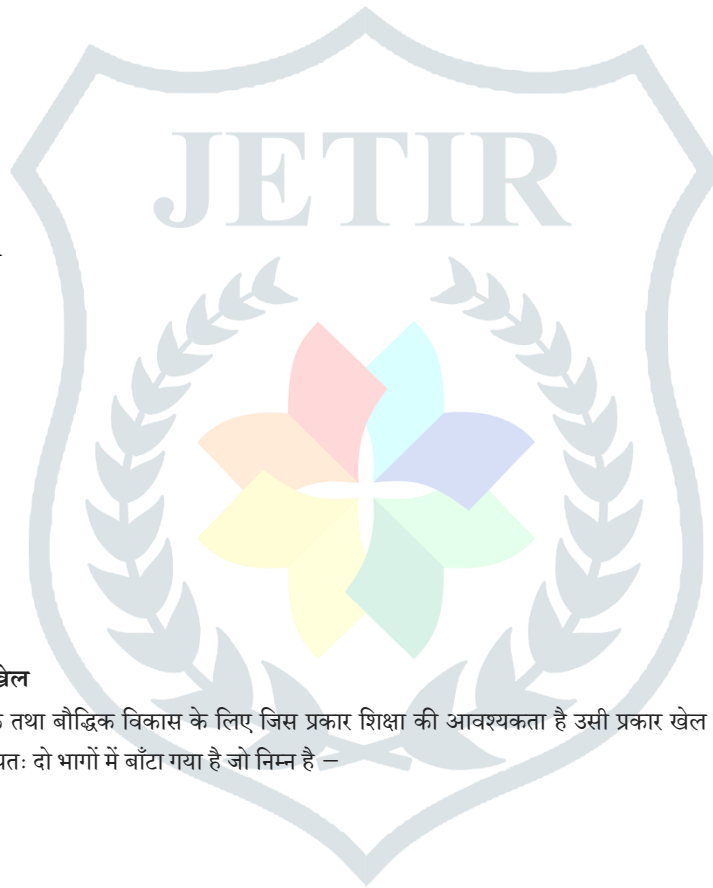 JETIR
खेल
तथा बौद्धिक विकास के लिए जिस प्रकार शिक्षा की आवश्यकता है उसी प्रकार खेल
दो भागों में बाँटा गया है जो निम्न है –